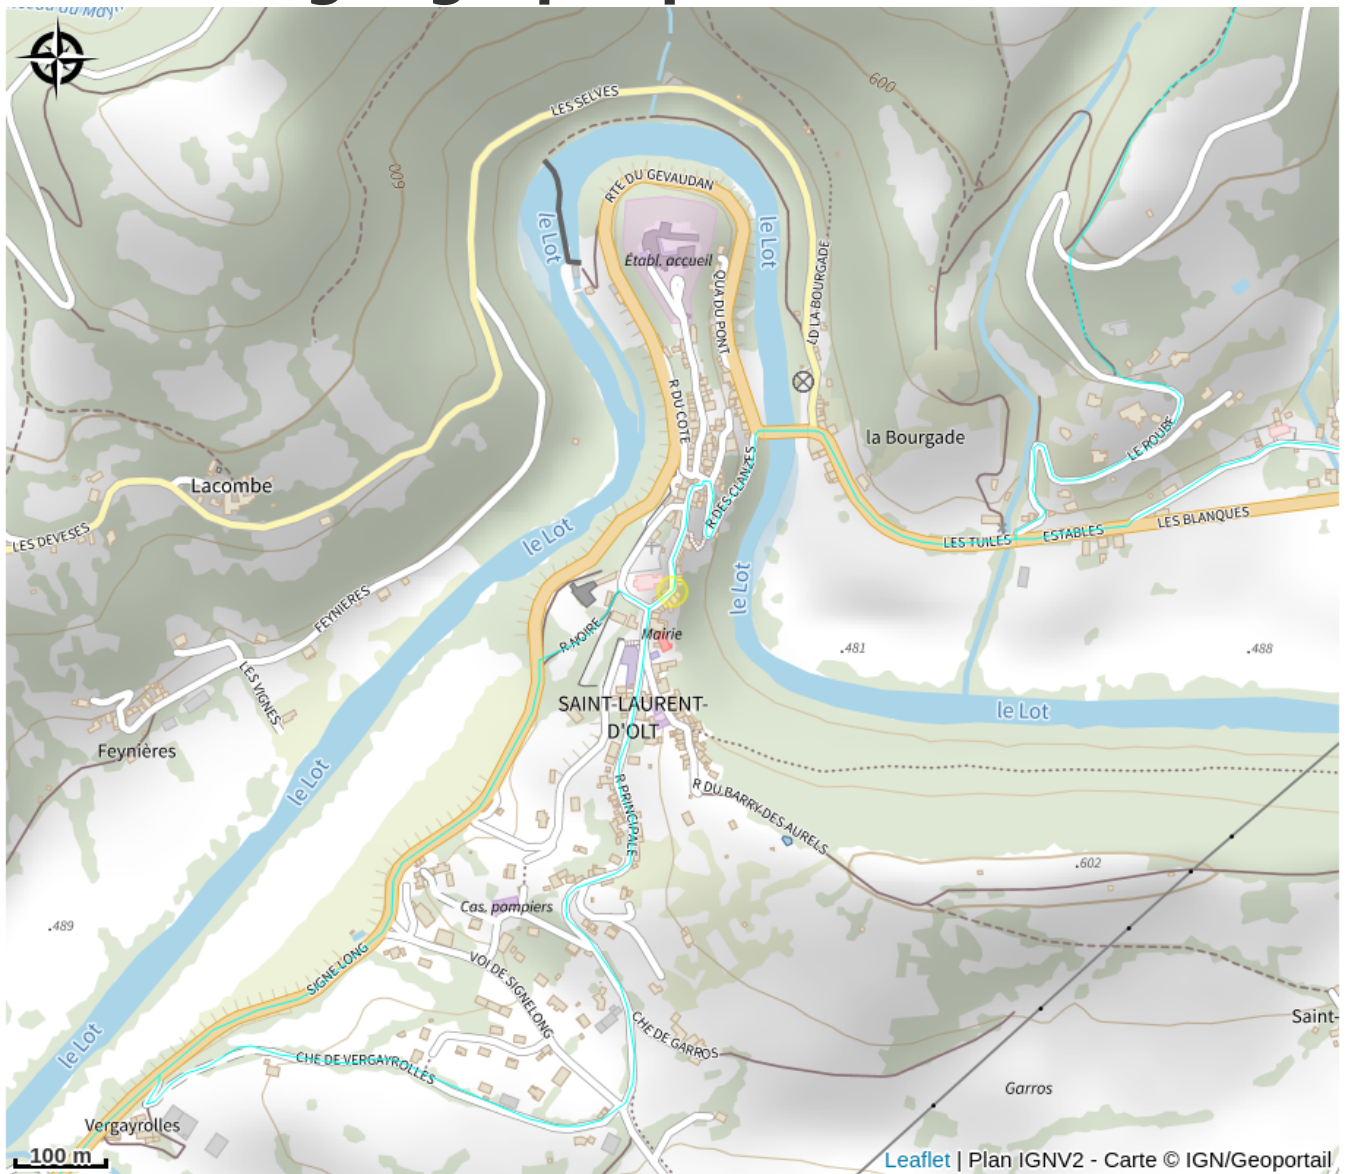 LES SELVES
600
600
RTE DU GEVAUDAN
le Lot
le Lot
Établ. accueil
QUA DU PONT
D LA BOURGADE
R DU COTE
la Bourgade
LE ROUBE
Lacombe
R DES CLANZES
LES DEVESES
le Lot
LES TUILES
ESTABLES
LES BLANQUES
le Lot
FEYNIERES
R NOIRE
Mairie
.481
.488
LES VIGNES
SAINT-LAURENT-
D'OLT
le Lot
Feynières
le Lot
R PRINCIPALE
R DU BARRY-DES-AURELS
.602
Cas. pompiers
.489
SIGNE LONG
VOI DE SIGNELONG
Saint-
le Lot
CHE DE GARROS
CHE DE VERGAYROLLES
Garros
Vergayrolles
100 m
Leaflet | Plan IGNV2 - Carte © IGN/Geoportail